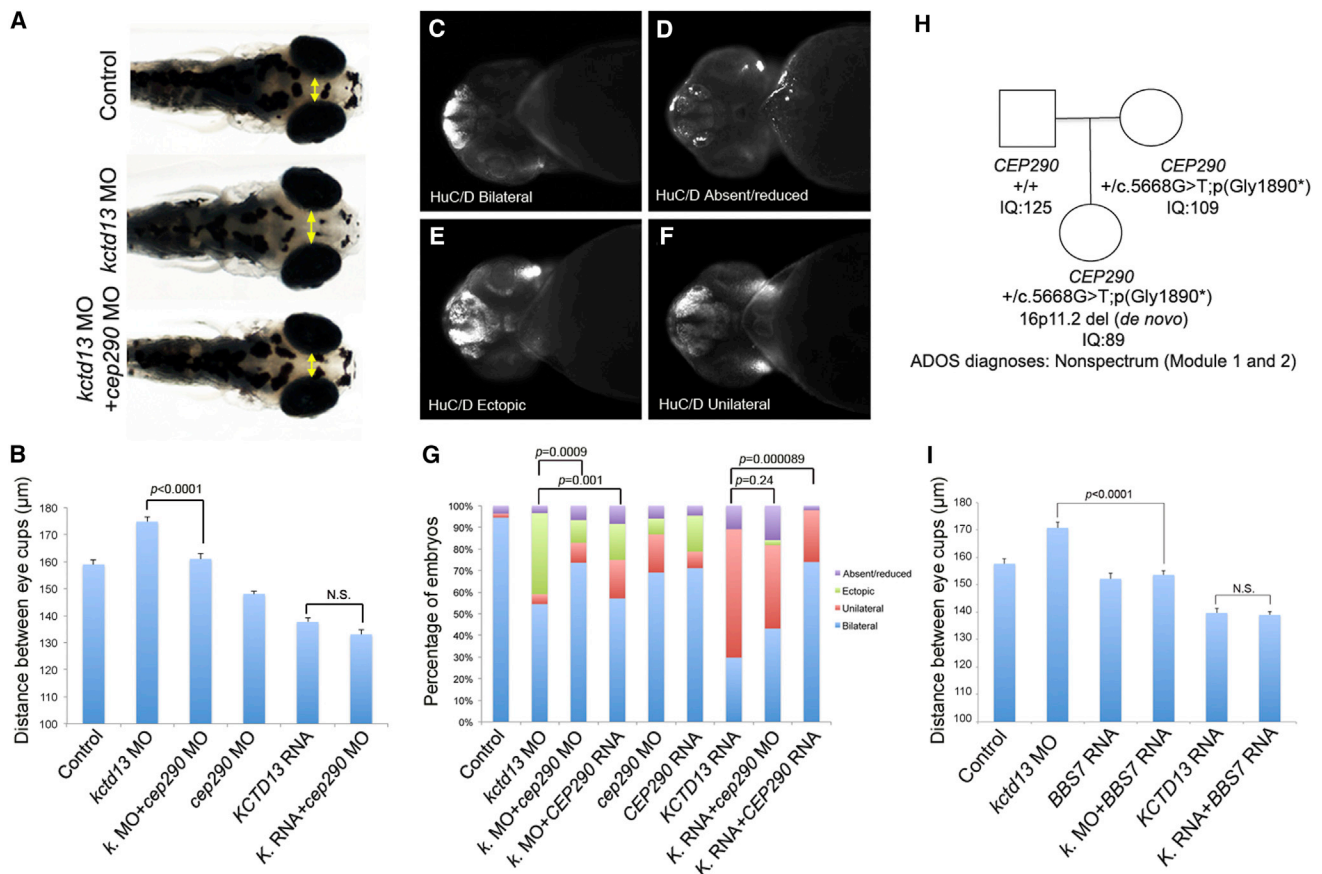 A
Control
kctd13 MO
kctd13 MO
+cep290 MO
C
HuC/D Bilateral
D
HuC/D Absent/reduced
E
HuC/D Ectopic
F
HuC/D Unilateral
H
CEP290
+/+
IQ:125
CEP290
+/c.5668G>T;p(Gly1890*)
IQ:109
CEP290
+/c.5668G>T;p(Gly1890*)
16p11.2 del (de novo)
IQ:89
ADOS diagnoses: Nonspectrum (Module 1 and 2)
B
Distance between eye cups (µm)
180
170
160
150
140
130
120
110
100
p<0.0001
N.S.
Control
kctd13 MO
k. MO+cep290 MO
cep290 MO
KCTD13 RNA
K. RNA+cep290 MO
G
p=0.0009
p=0.001
p=0.000089
p=0.24
Percentage of embryos
100%
90%
80%
70%
60%
50%
40%
30%
20%
10%
0%
Absent/reduced
Ectopic
Unilateral
Bilateral
Control
kctd13 MO
k. MO+cep290 MO
k. MO+CEP290 RNA
cep290 MO
CEP290 RNA
KCTD13 RNA
K. RNA+cep290 MO
K. RNA+CEP290 RNA
I
Distance between eye cups (µm)
180
170
160
150
140
130
120
110
100
p<0.0001
N.S.
Control
kctd13 MO
BBS7 RNA
k. MO+BBS7 RNA
KCTD13 RNA
K. RNA+BBS7 RNA